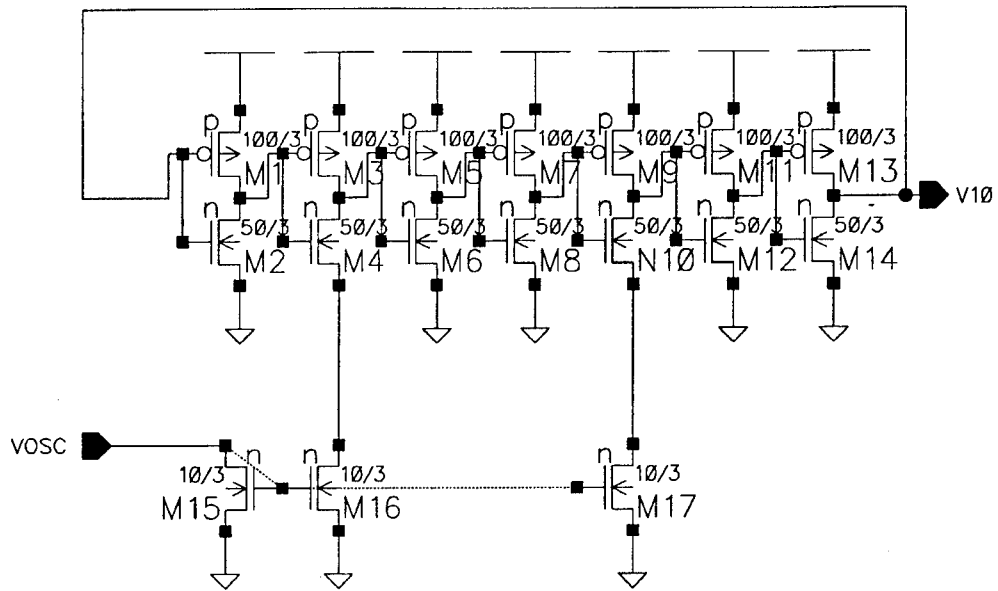 p p p p p p p
100/3 100/3 100/3 100/3 100/3 100/3 100/3
M1 M3 M5 M7 M9 M11 M13
V10
n n n n n n n
50/3 50/3 50/3 50/3 50/3 50/3 50/3
M2 M4 M6 M8 N10 M12 M14
VOSC
n n n
10/3 10/3 10/3
M15 M16 M17